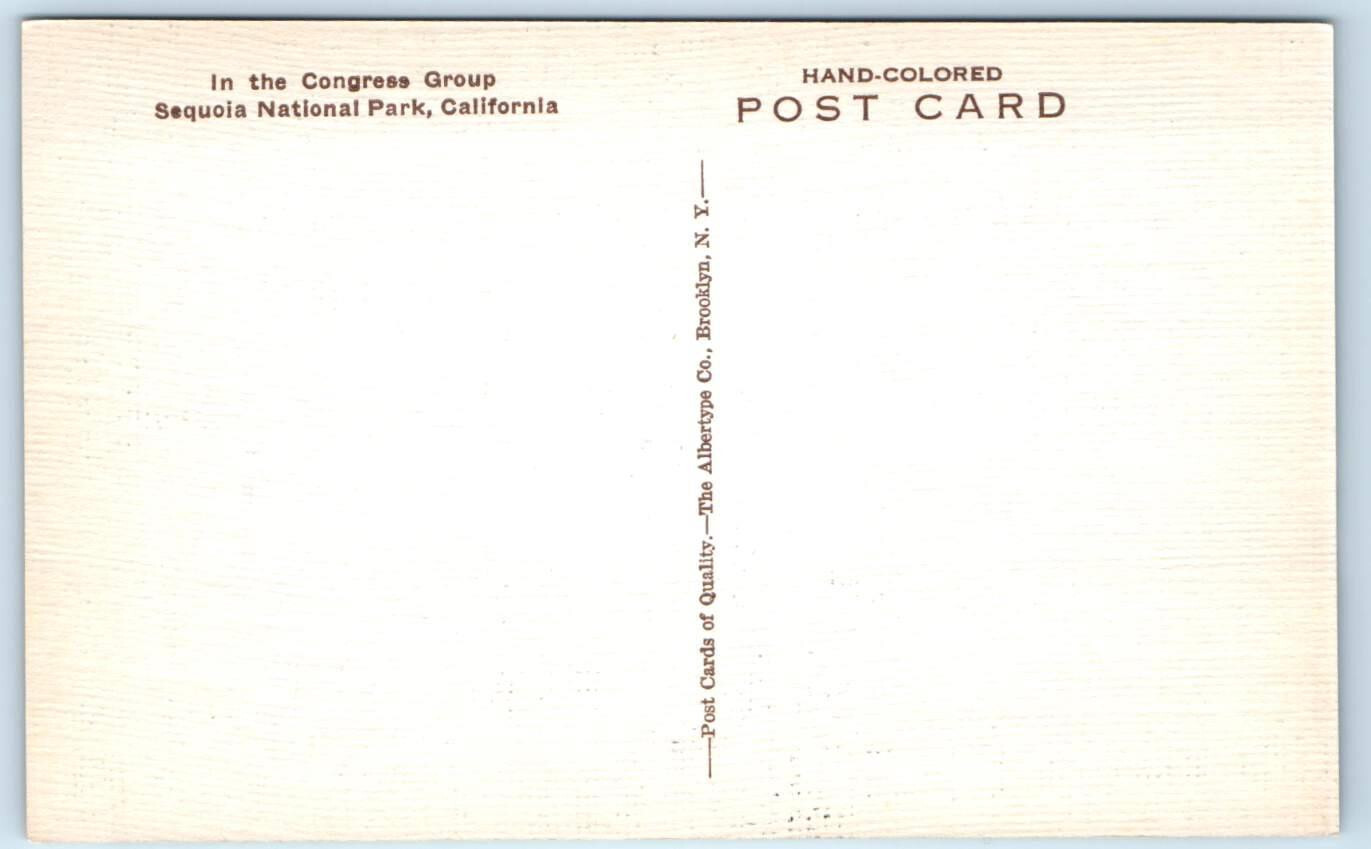 In the Congress Group
Sequoia National Park, California
HAND-COLORED
POST CARD
—Post Cards of Quality.—The Albertype Co., Brooklyn, N. Y.—